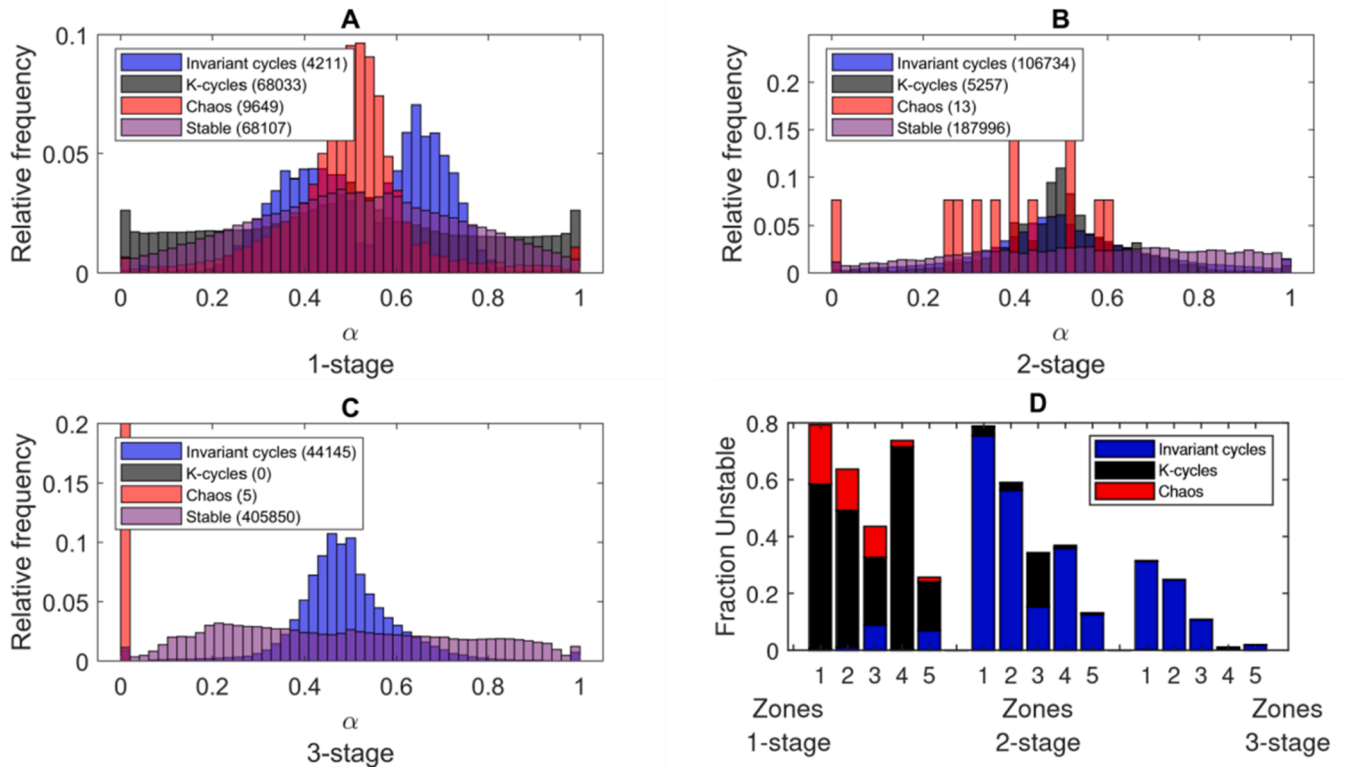 A
Relative frequency
0.1
0.05
0
Invariant cycles (4211)
K-cycles (68033)
Chaos (9649)
Stable (68107)
0 0.2 0.4 0.6 0.8 1
α
1-stage
B
Relative frequency
0.2
0.15
0.1
0.05
0
Invariant cycles (106734)
K-cycles (5257)
Chaos (13)
Stable (187996)
0 0.2 0.4 0.6 0.8 1
α
2-stage
C
Relative frequency
0.2
0.15
0.1
0.05
0
Invariant cycles (44145)
K-cycles (0)
Chaos (5)
Stable (405850)
0 0.2 0.4 0.6 0.8 1
α
3-stage
D
Fraction Unstable
0.8
0.6
0.4
0.2
0
Invariant cycles
K-cycles
Chaos
1 2 3 4 5 1 2 3 4 5 1 2 3 4 5
Zones Zones Zones
1-stage 2-stage 3-stage